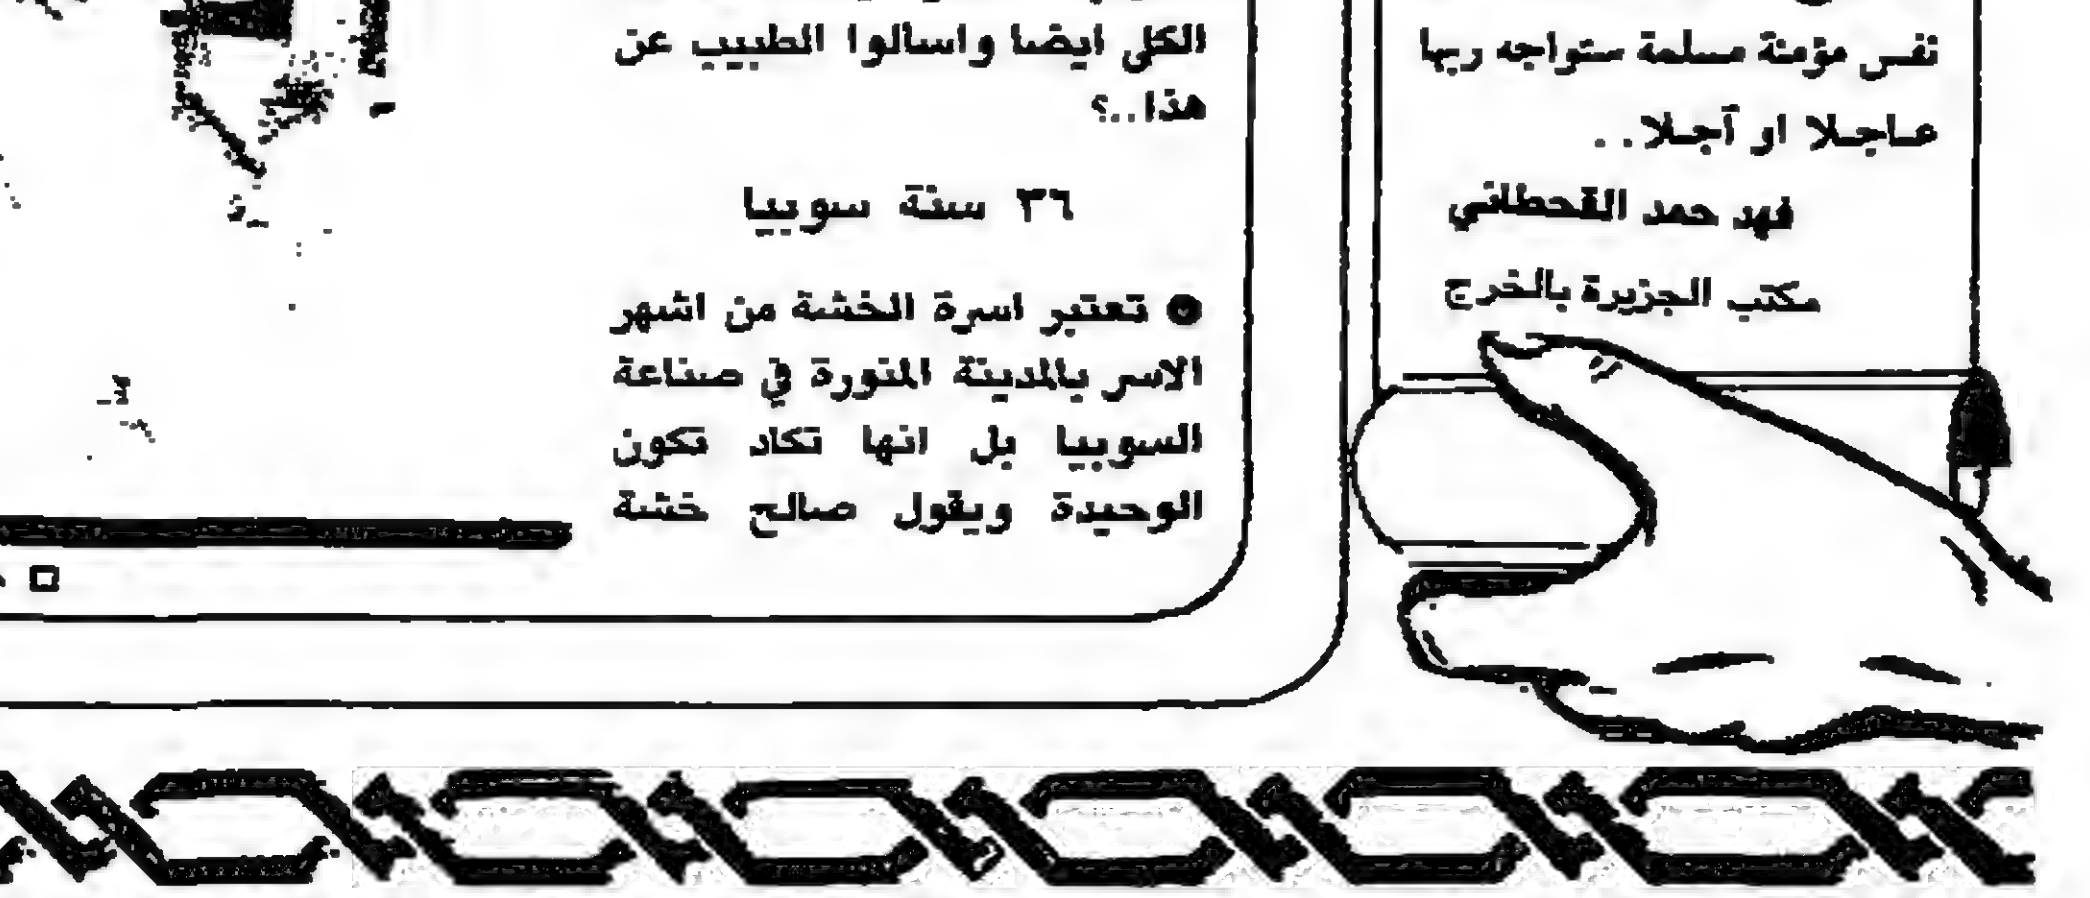 نفس مؤمنة مسلمة ستواجه ربها
عاجلا او آجلا..
فهد حمد القحطاني
مكتب الجزيرة بالخرج
الكلى ايضا واسالوا الطبيب عن
هذا..؟
٣٦ سنة سوبيا
تعتبر اسرة الخشة من اشهر
الاسر بالمدينة المنورة في صناعة
السوبيا بل انها تكاد تكون
الوحيدة ويقول صالح خشة